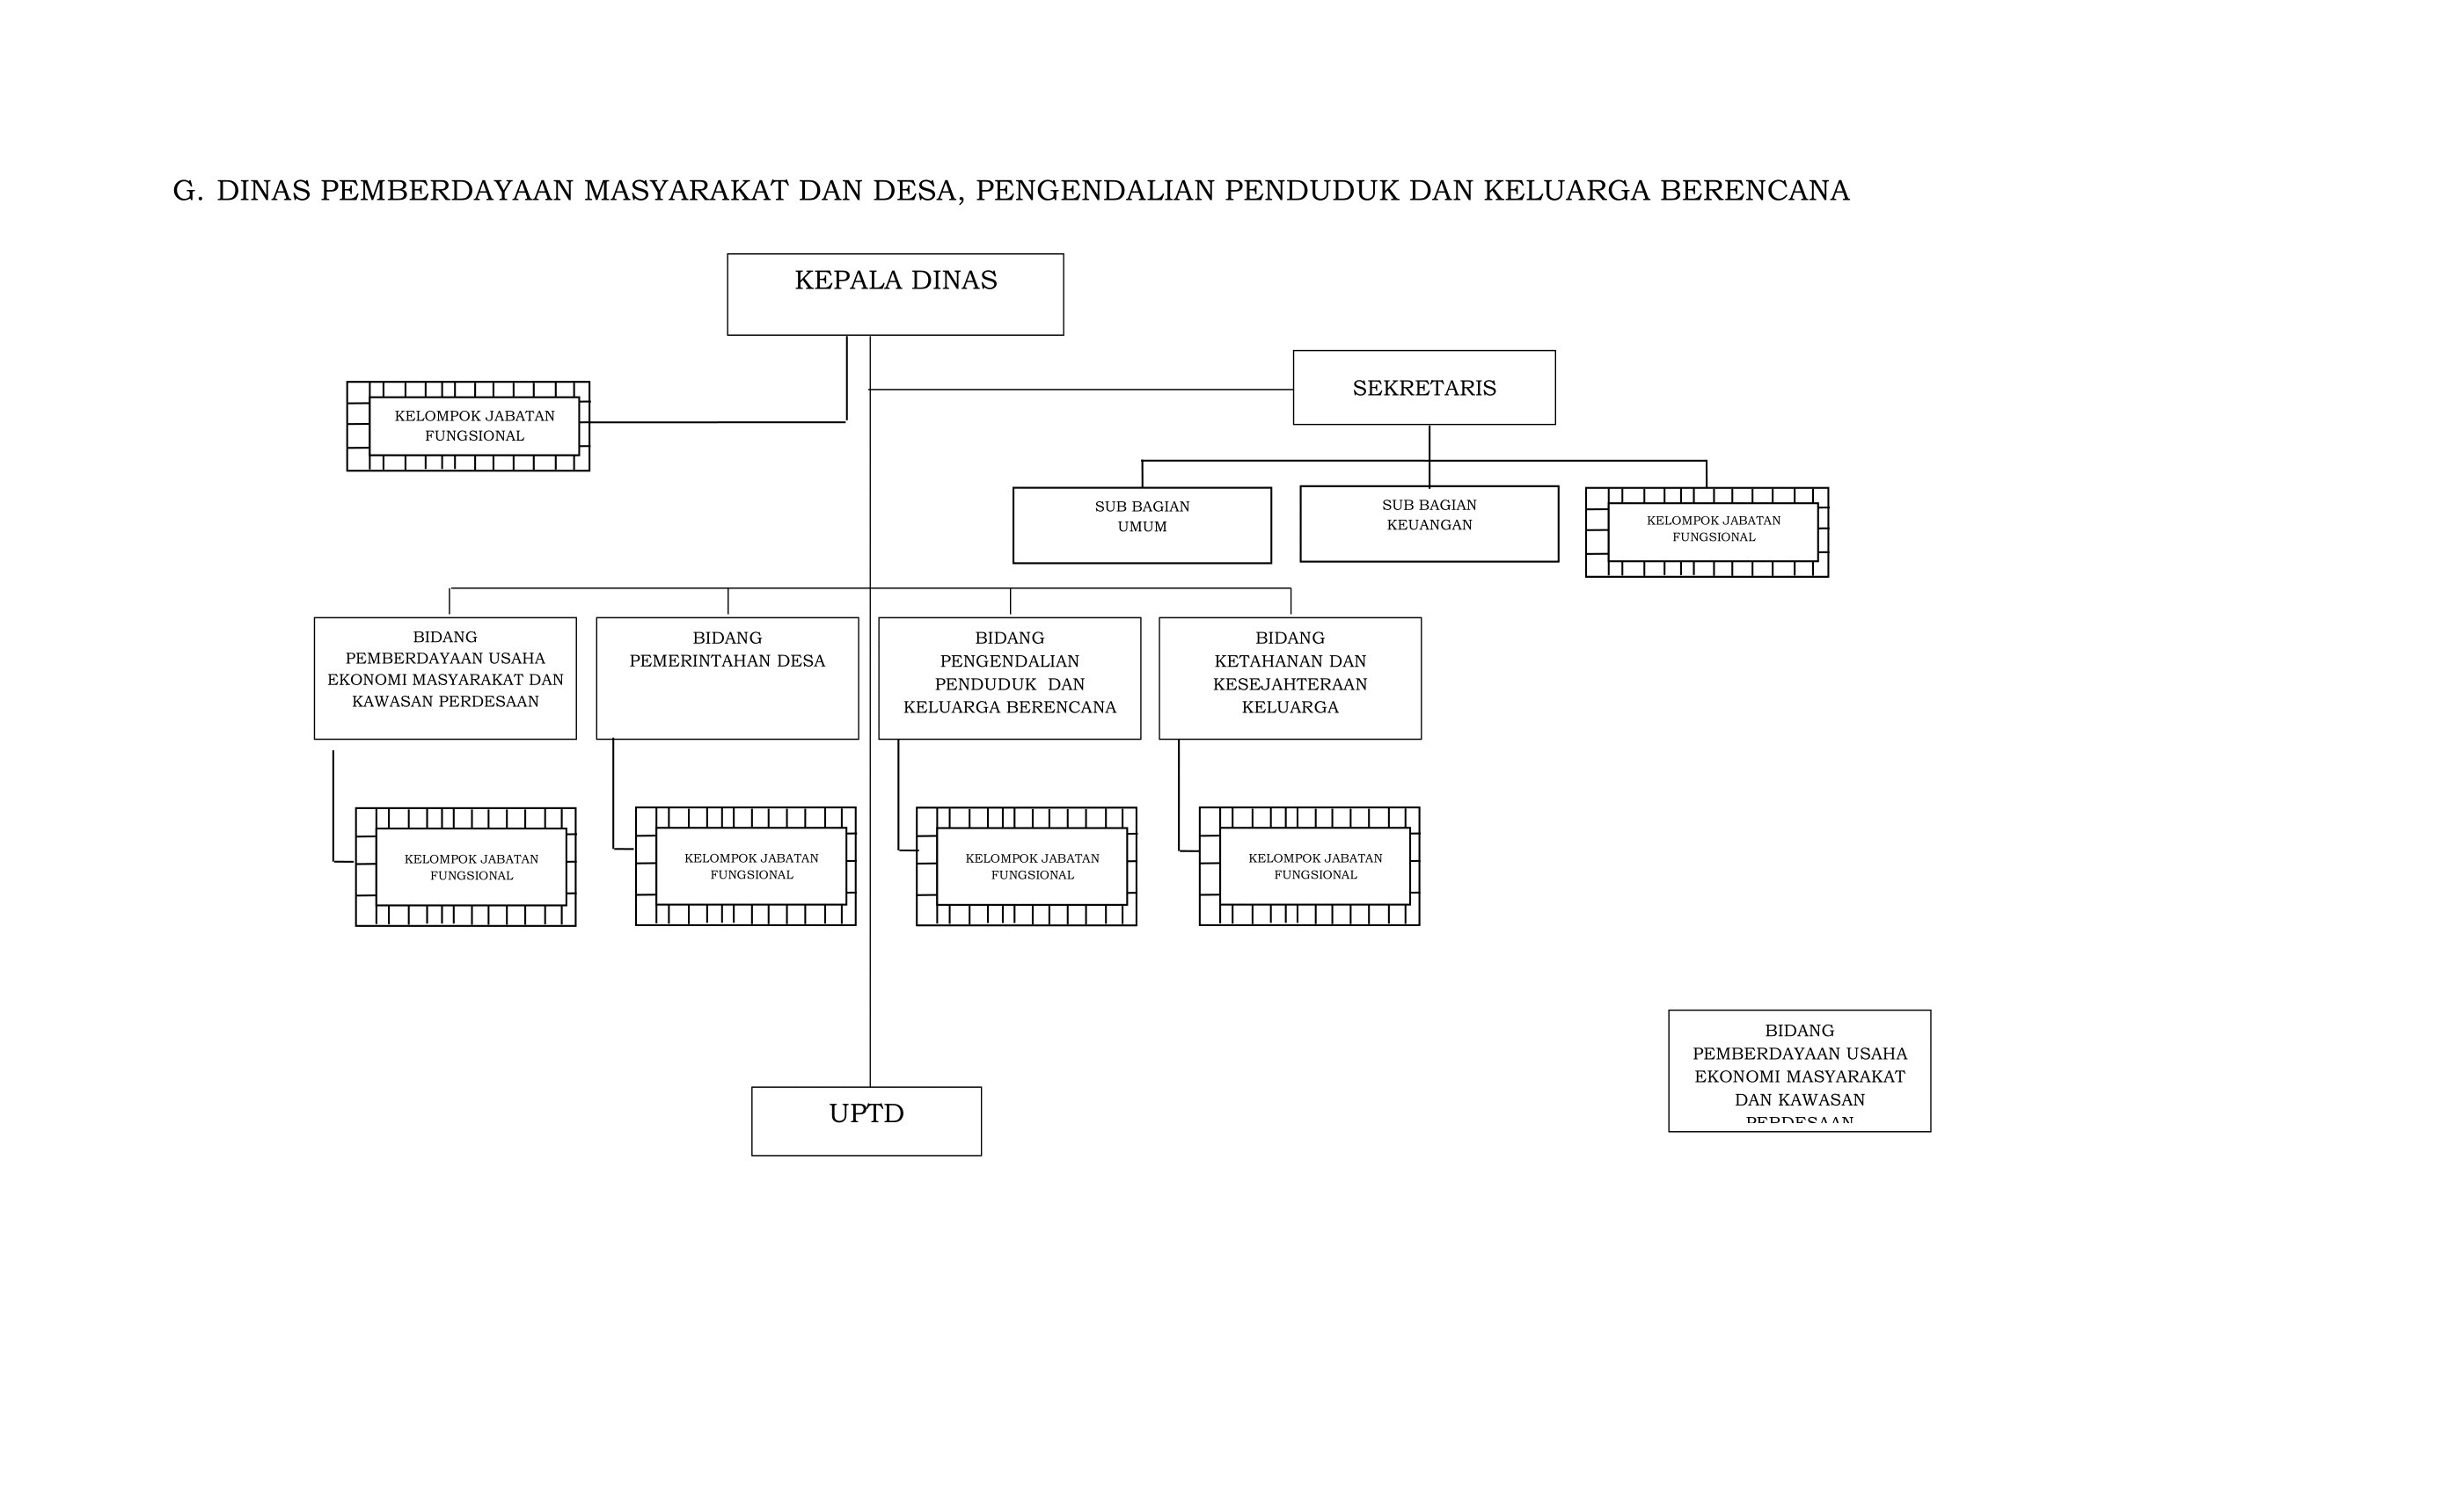 G. DINAS PEMBERDAYAAN MASYARAKAT DAN DESA, PENGENDALIAN PENDUDUK DAN KELUARGA BERENCANA
KEPALA DINAS
SEKRETARIS
KELOMPOK JABATAN
FUNGSIONAL
SUB BAGIAN
UMUM
SUB BAGIAN
KEUANGAN
KELOMPOK JABATAN
FUNGSIONAL
BIDANG
PEMBERDAYAAN USAHA
EKONOMI MASYARAKAT DAN
KAWASAN PERDESAAN
BIDANG
PEMERINTAHAN DESA
BIDANG
PENGENDALIAN
PENDUDUK  DAN
KELUARGA BERENCANA
BIDANG
KETAHANAN DAN
KESEJAHTERAAN
KELUARGA
KELOMPOK JABATAN
FUNGSIONAL
KELOMPOK JABATAN
FUNGSIONAL
KELOMPOK JABATAN
FUNGSIONAL
KELOMPOK JABATAN
FUNGSIONAL
BIDANG
PEMBERDAYAAN USAHA
EKONOMI MASYARAKAT
DAN KAWASAN
PERDESAAN
UPTD